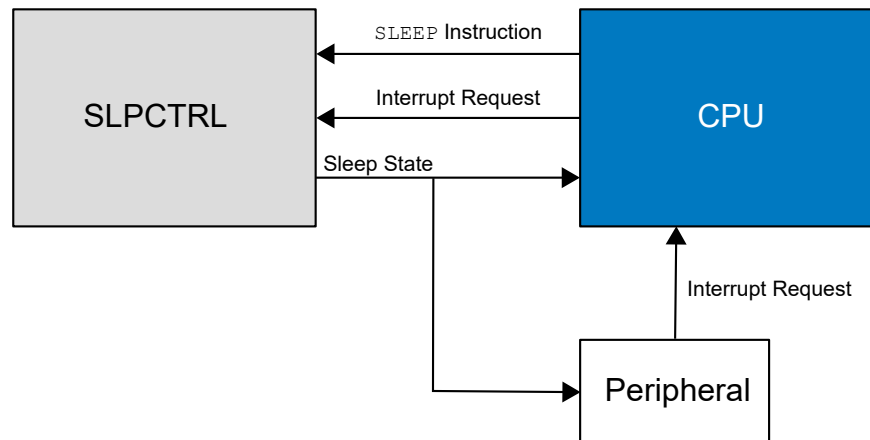 SLEEP Instruction
SLPCTRL
Interrupt Request
CPU
Sleep State
Interrupt Request
Peripheral